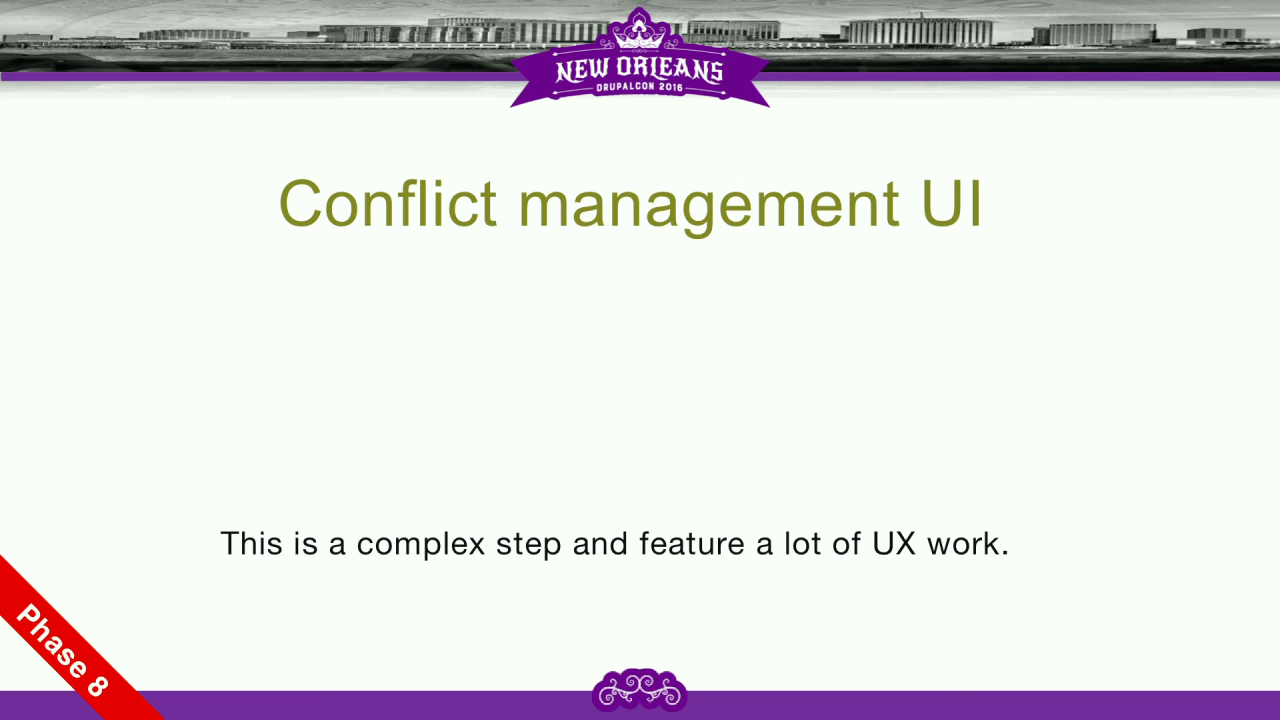 NEW ORLEANS
DRUPALCON 2016
Conflict management UI
This is a complex step and feature a lot of UX work.
Phase 8